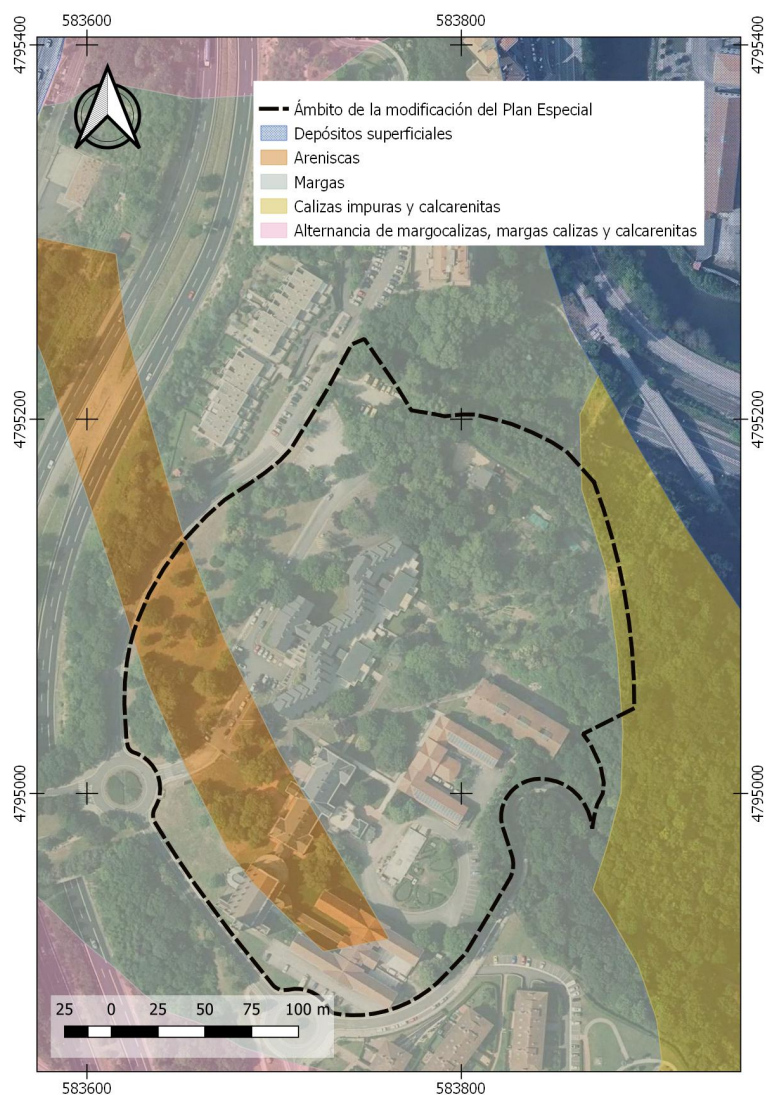 583600 583800
4795400 4795400
Ámbito de la modificación del Plan Especial
Depósitos superficiales
Areniscas
Margas
Calizas impuras y calcarenitas
Alternancia de margocalizas, margas calizas y calcarenitas
4795200 4795200
4795000 4795000
25 0 25 50 75 100 m
583600 583800